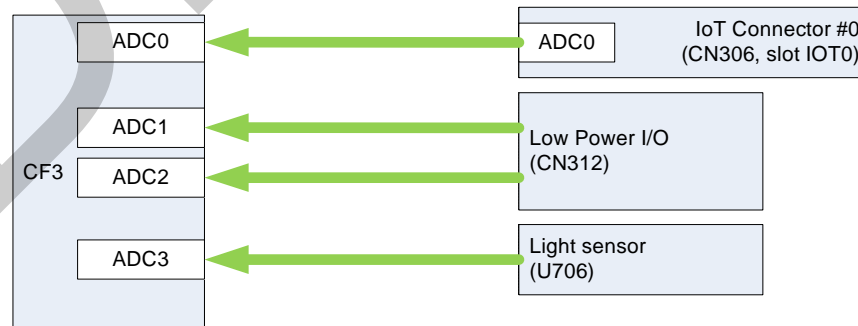 ADC0
ADC0
IoT Connector #0
(CN306, slot IOT0)
ADC1
Low Power I/O
(CN312)
CF3
ADC2
ADC3
Light sensor
(U706)